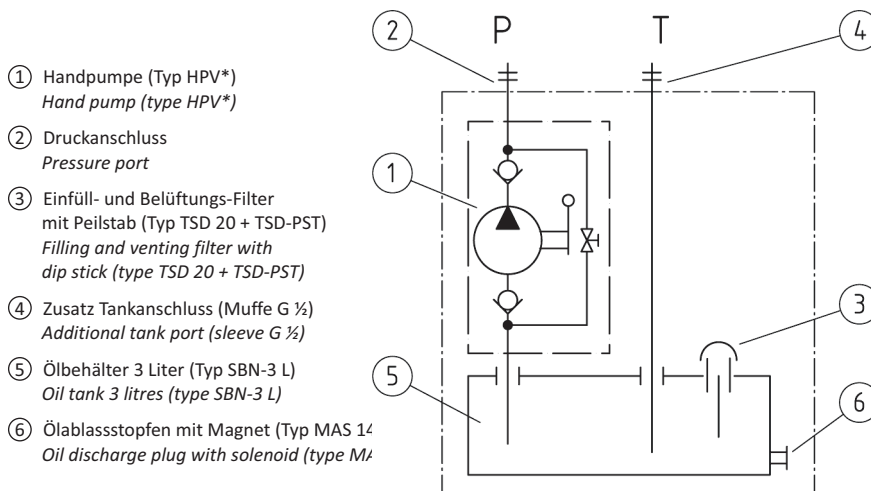 ① Handpumpe (Typ HPV*)
Hand pump (type HPV*)
② Druckanschluss
Pressure port
③ Einfüll- und Belüftungs-Filter
mit Peilstab (Typ TSD 20 + TSD-PST)
Filling and venting filter with
dip stick (type TSD 20 + TSD-PST)
④ Zusatz Tankanschluss (Muffe G ½)
Additional tank port (sleeve G ½)
⑤ Ölbehälter 3 Liter (Typ SBN-3 L)
Oil tank 3 litres (type SBN-3 L)
⑥ Ölablassstopfen mit Magnet (Typ MAS 14
Oil discharge plug with solenoid (type MA
2 P T 4
1
3
5
6